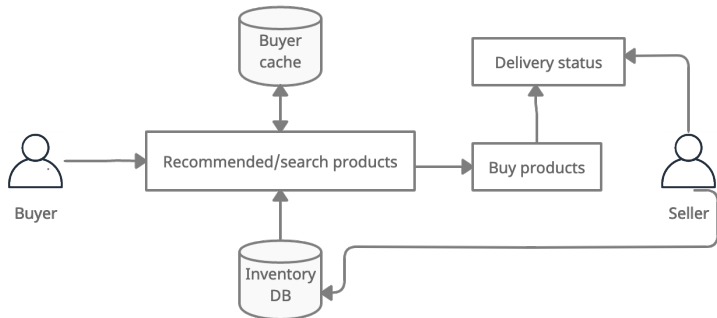 Buyer
cache
Delivery status
Recommended/search products
Buy products
Buyer
Seller
Inventory
DB